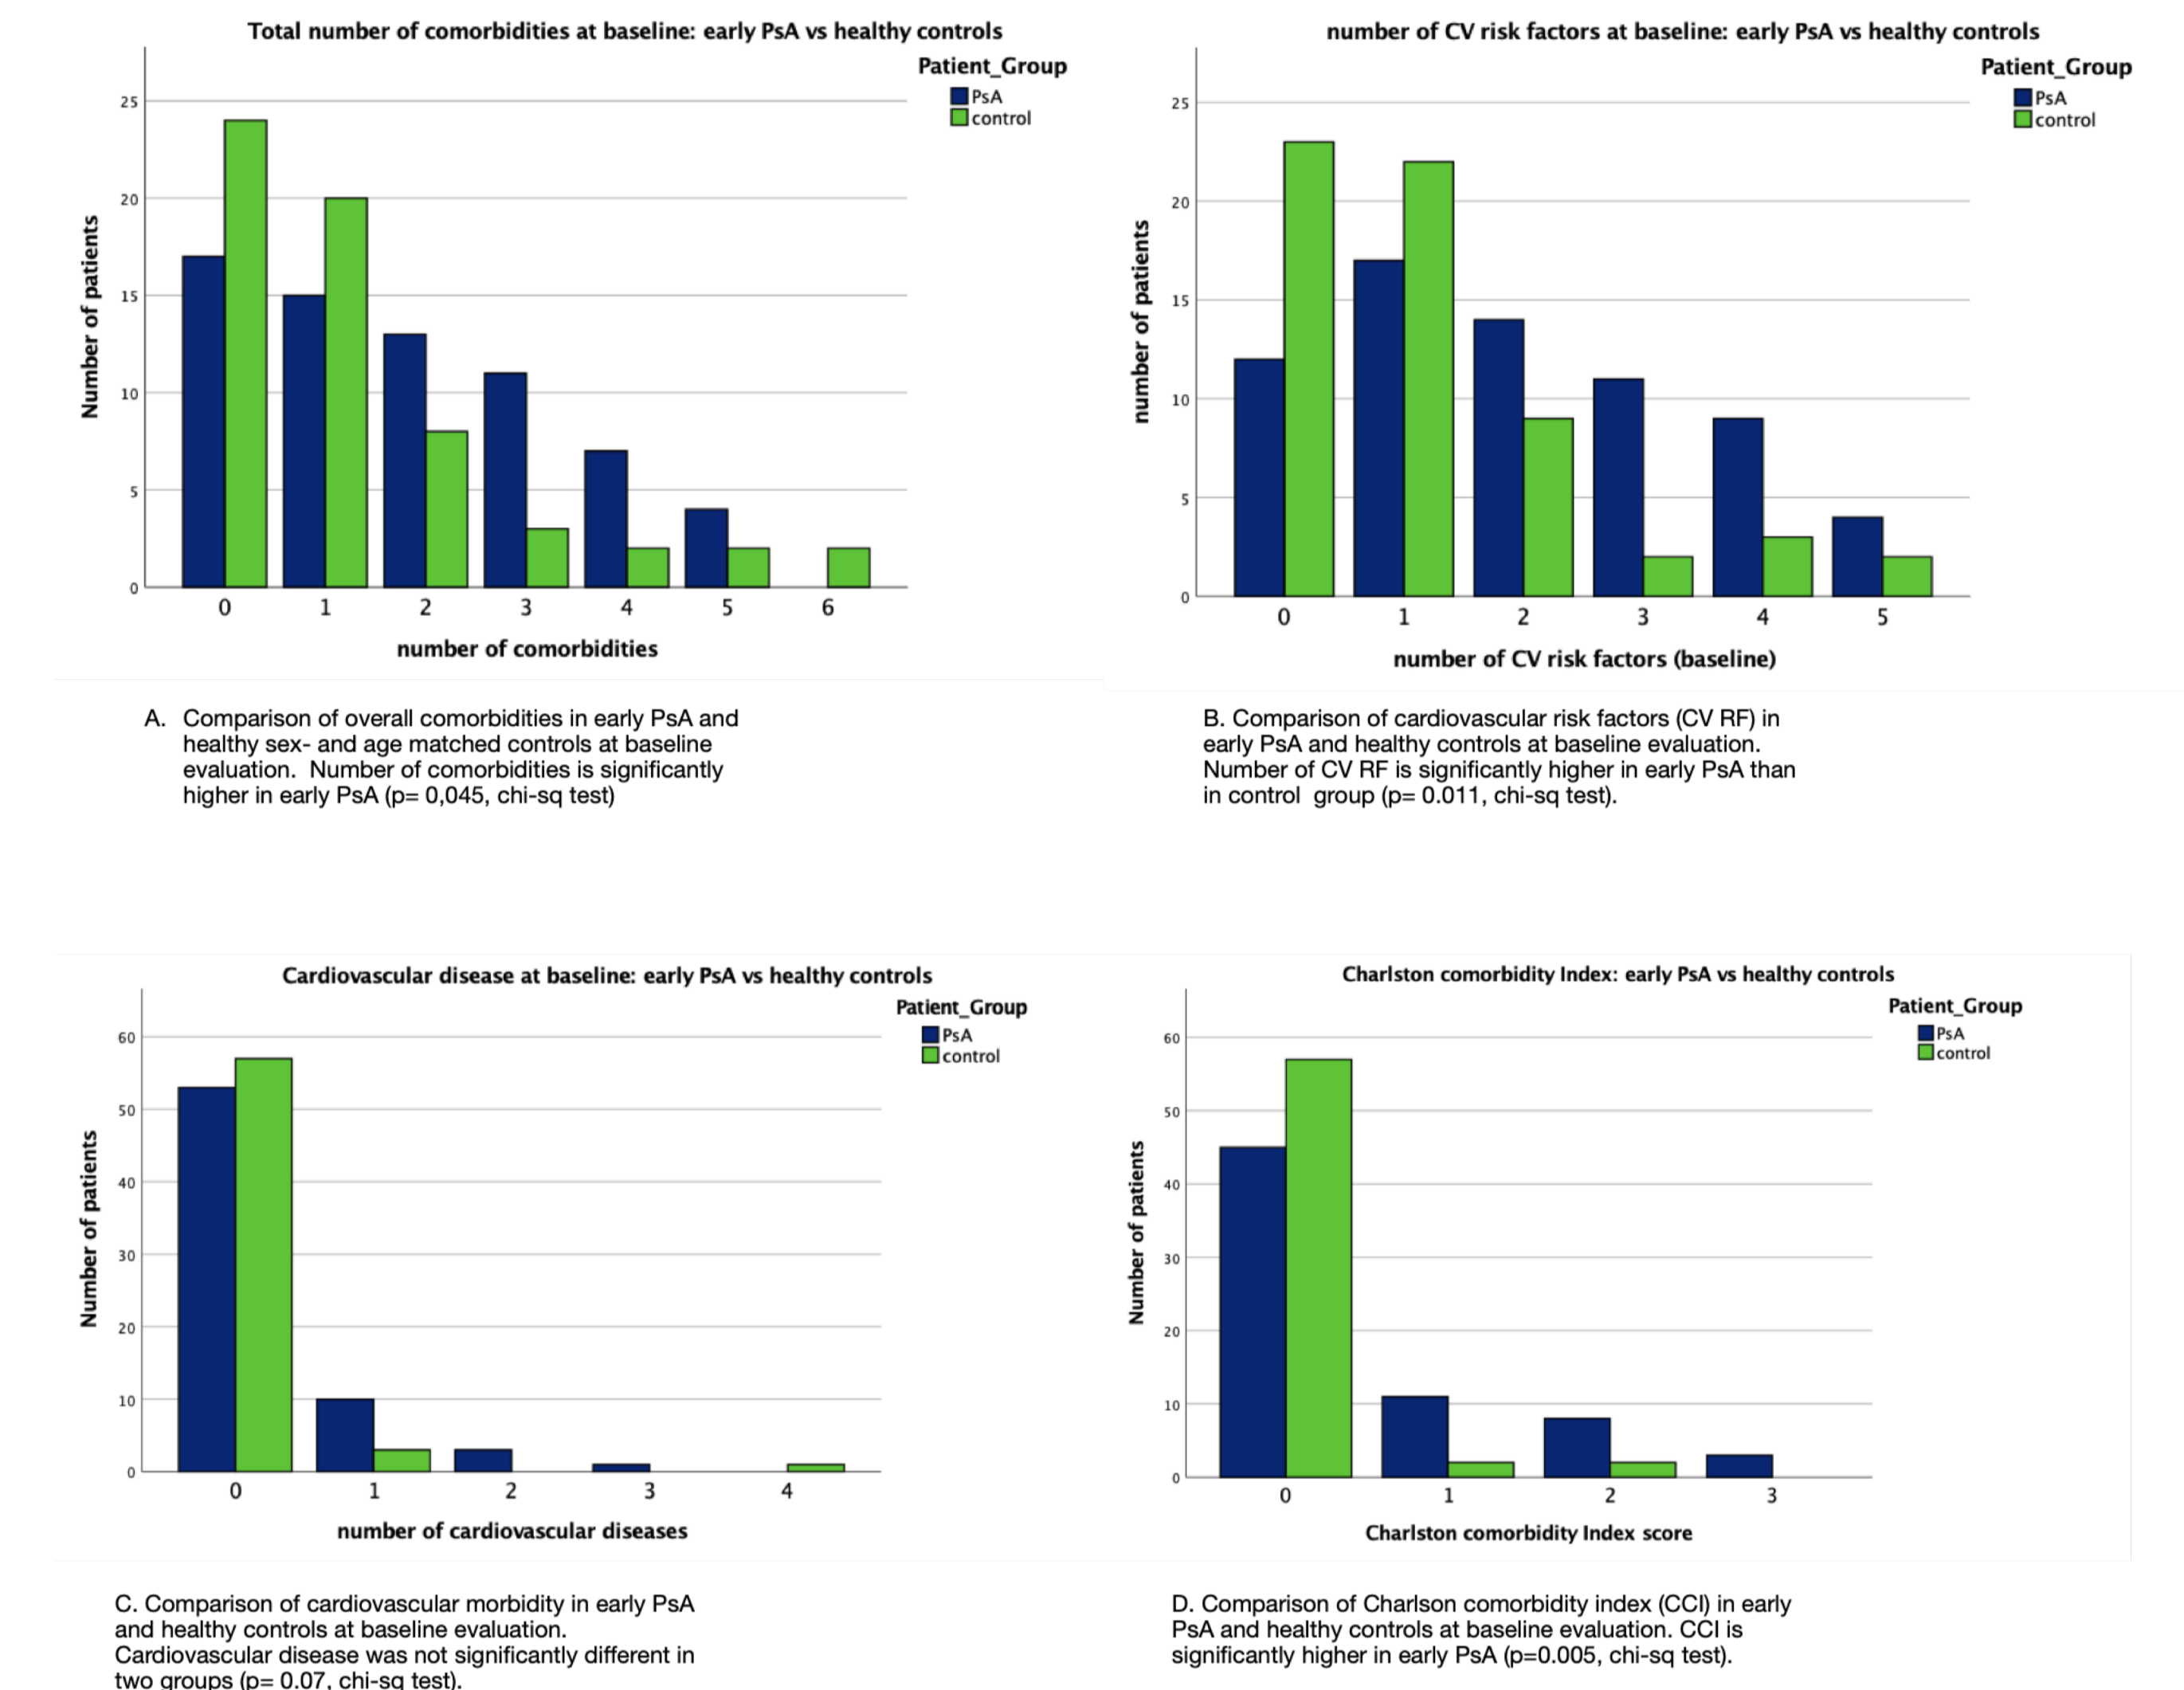 Total number of comorbidities at baseline: early PsA vs healthy controls
Patient_Group
PsA
control
Number of patients
25
20
15
10
5
0
0 1 2 3 4 5 6
number of comorbidities
A. Comparison of overall comorbidities in early PsA and
healthy sex- and age matched controls at baseline
evaluation. Number of comorbidities is significantly
higher in early PsA (p= 0,045, chi-sq test)
number of CV risk factors at baseline: early PsA vs healthy controls
Patient_Group
PsA
control
number of patients
25
20
15
10
5
0
0 1 2 3 4 5
number of CV risk factors (baseline)
B. Comparison of cardiovascular risk factors (CV RF) in
early PsA and healthy controls at baseline evaluation.
Number of CV RF is significantly higher in early PsA than
in control group (p= 0.011, chi-sq test).
Cardiovascular disease at baseline: early PsA vs healthy controls
Patient_Group
PsA
control
Number of patients
60
50
40
30
20
10
0
0 1 2 3 4
number of cardiovascular diseases
C. Comparison of cardiovascular morbidity in early PsA
and healthy controls at baseline evaluation.
Cardiovascular disease was not significantly different in
two groups (p= 0.07, chi-sq test).
Charlston comorbidity Index: early PsA vs healthy controls
Patient_Group
PsA
control
Number of patients
60
50
40
30
20
10
0
0 1 2 3
Charlston comorbidity Index score
D. Comparison of Charlson comorbidity index (CCI) in early
PsA and healthy controls at baseline evaluation. CCI is
significantly higher in early PsA (p=0.005, chi-sq test).